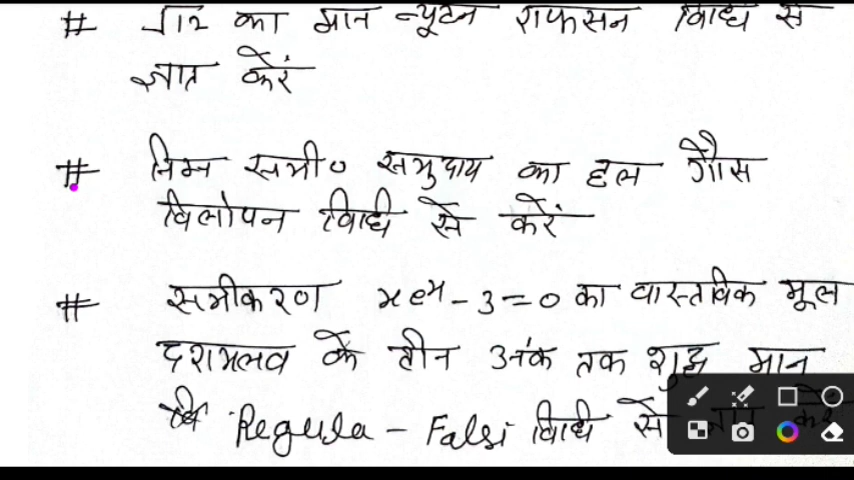 # √12 का मान न्यूटन राफसन विधि से
ज्ञात करें
# निम्न समी० समुदाय का हल गौस
विलोपन विधि से करें
# समीकरण xeˣ - 3 = 0 का वास्तविक मूल
दशमलव के तीन अंक तक शुद्ध मान
Regula - Falsi विधि से